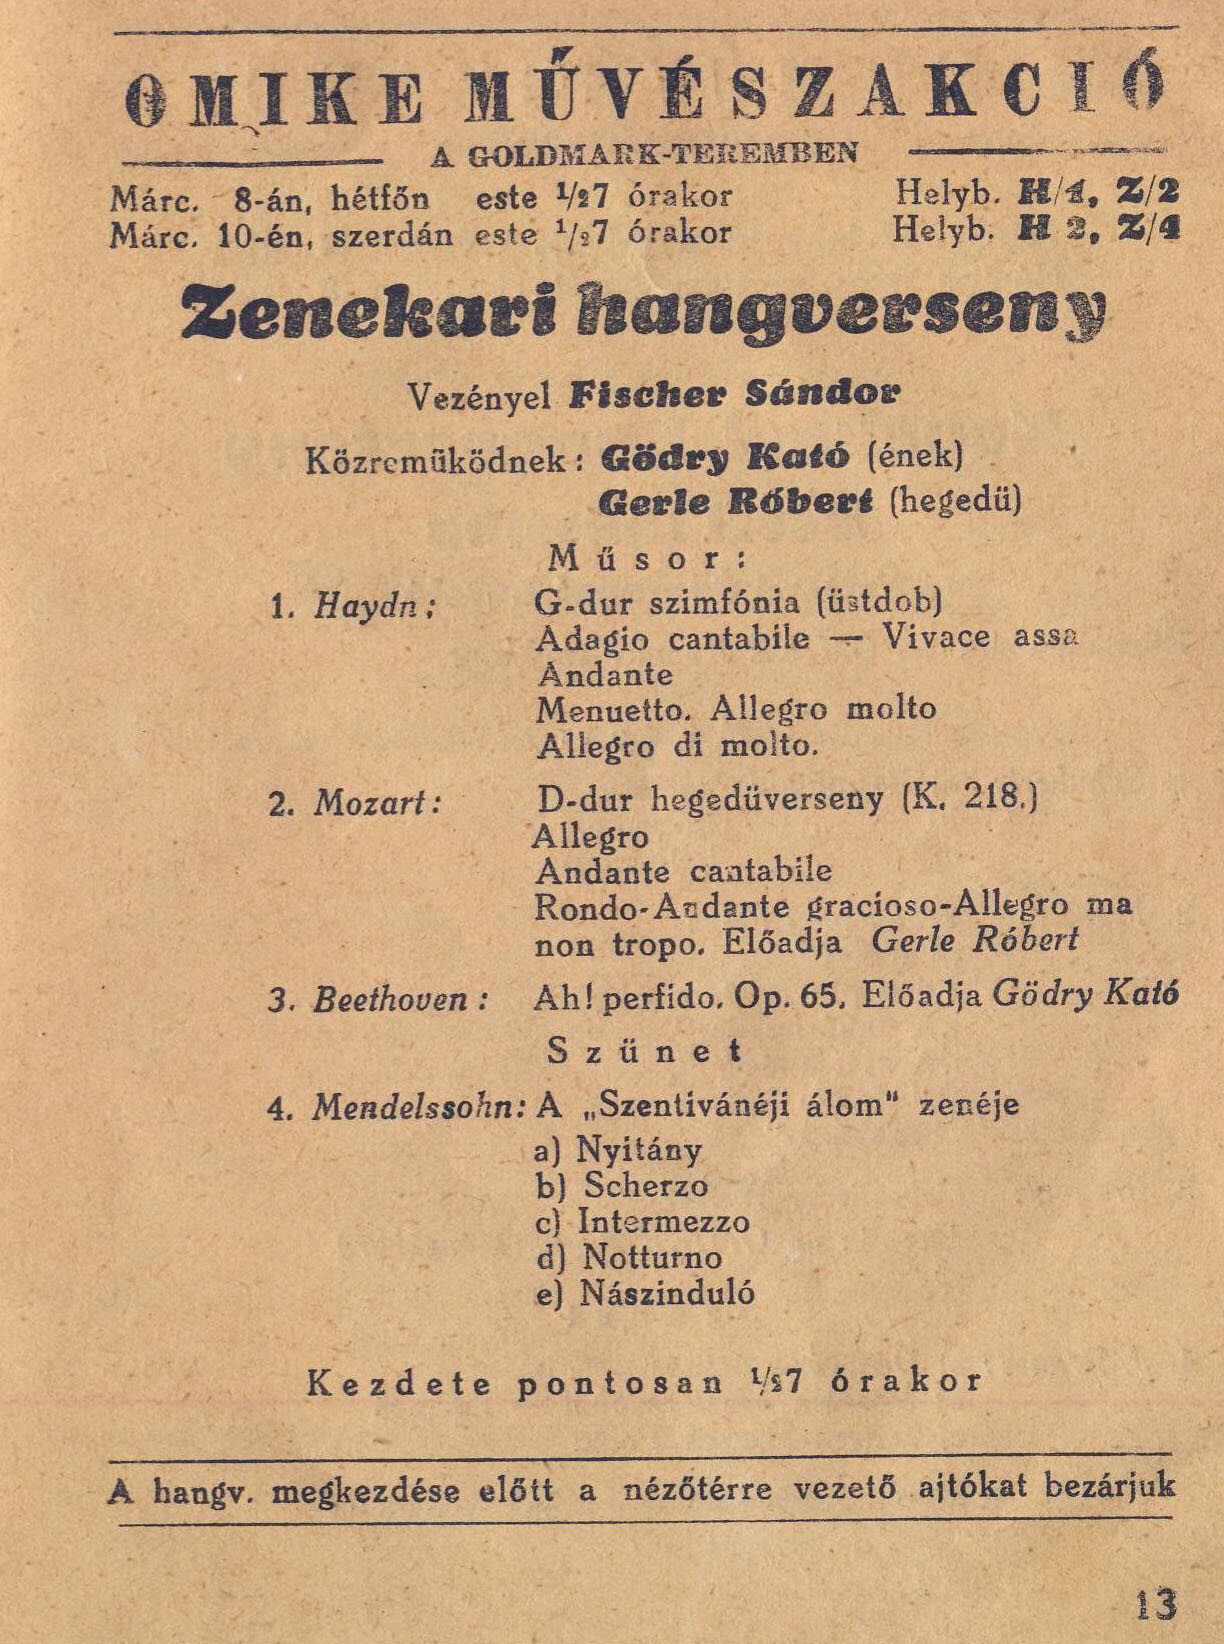 OMIKE MŰVÉSZAKCIÓ
A GOLDMARK-TEREMBEN
Márc. 8-án, hétfőn este 1/27 órakor Helyb. H/1, Z/2
Márc. 10-én, szerdán este 1/27 órakor Helyb. H 2, Z/4
Zenekari hangverseny
Vezényel Fischer Sándor
Közreműködnek: Gödry Kató (ének)
Gerle Róbert (hegedü)
Műsor:
1. Haydn: G-dur szimfónia (üstdob)
Adagio cantabile — Vivace assa
Andante
Menuetto. Allegro molto
Allegro di molto.
2. Mozart: D-dur hegedüverseny (K. 218.)
Allegro
Andante cantabile
Rondo-Andante gracioso-Allegro ma
non tropo. Előadja Gerle Róbert
3. Beethoven: Ah! perfido. Op. 65. Előadja Gödry Kató
Szünet
4. Mendelssohn: A „Szentivánéji álom" zenéje
a) Nyitány
b) Scherzo
c) Intermezzo
d) Notturno
e) Nászinduló
Kezdete pontosan 1/27 órakor
A hangv. megkezdése előtt a nézőtérre vezető ajtókat bezárjuk
13